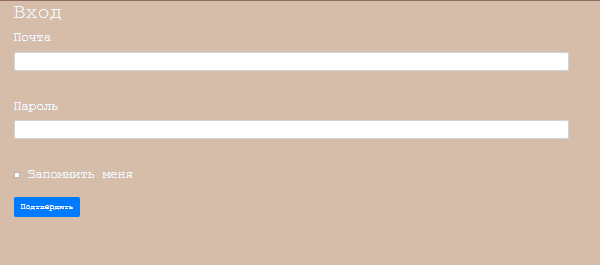 Вход
Почта
Пароль
Запомнить меня
Подтвердить